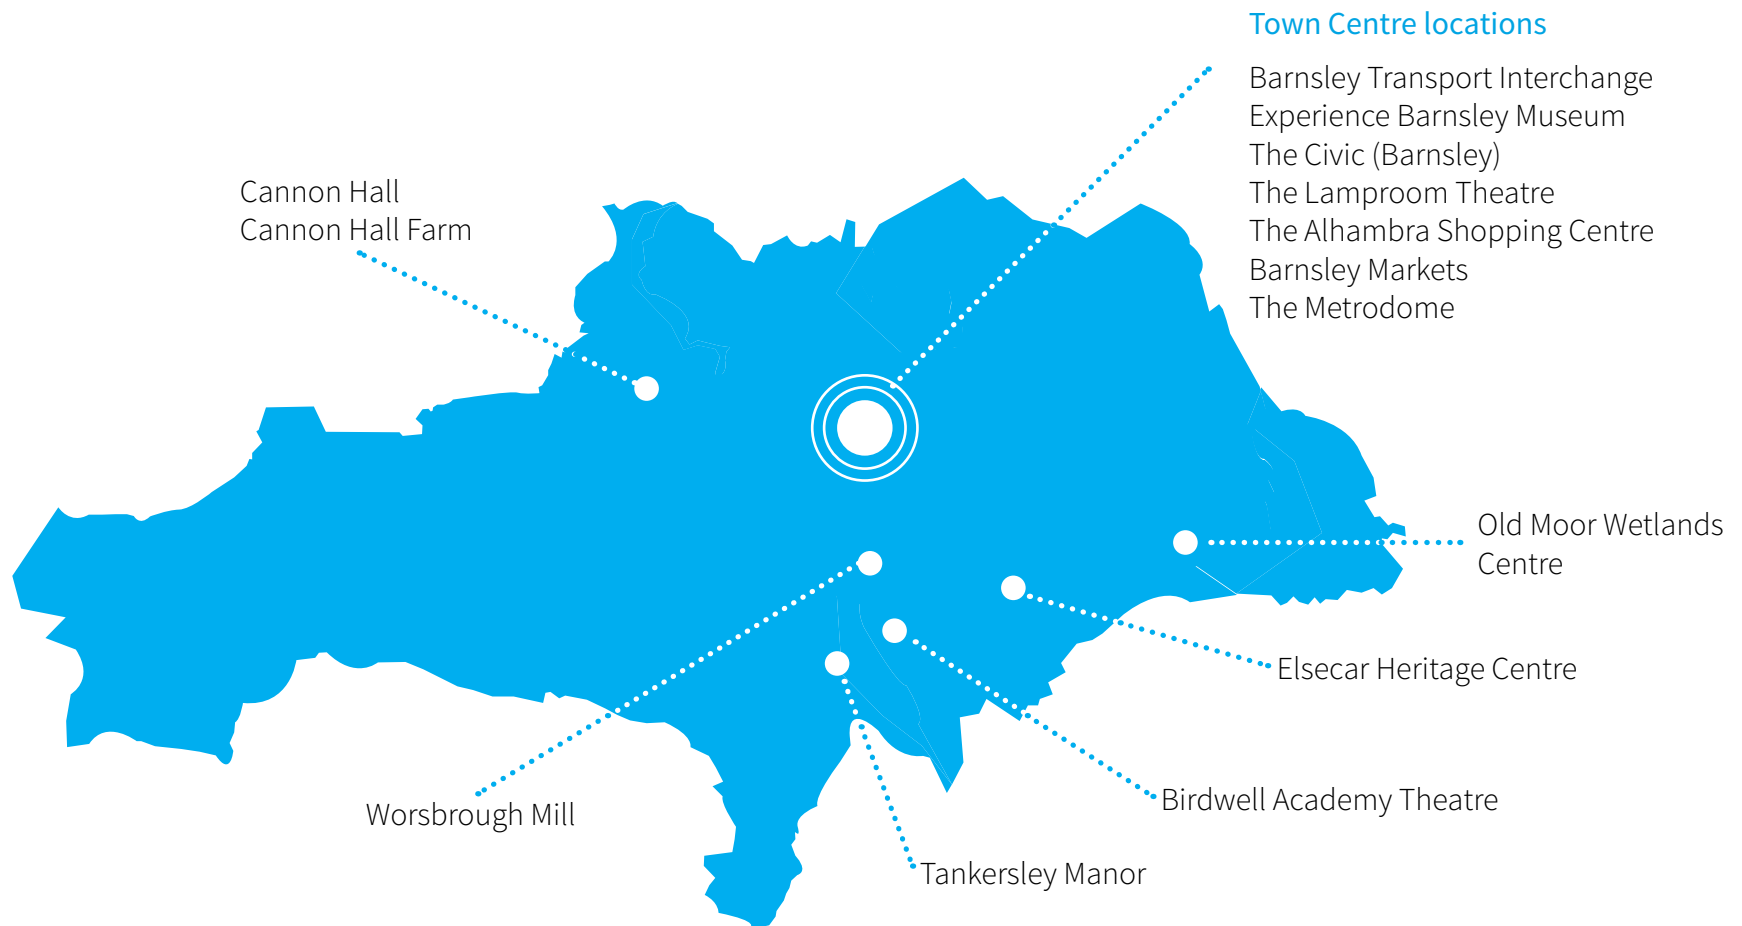 Town Centre locations
Barnsley Transport Interchange
Experience Barnsley Museum
The Civic (Barnsley)
The Lamproom Theatre
The Alhambra Shopping Centre
Barnsley Markets
The Metrodome
Cannon Hall
Cannon Hall Farm
Old Moor Wetlands
Centre
Elsecar Heritage Centre
Birdwell Academy Theatre
Worsbrough Mill
Tankersley Manor